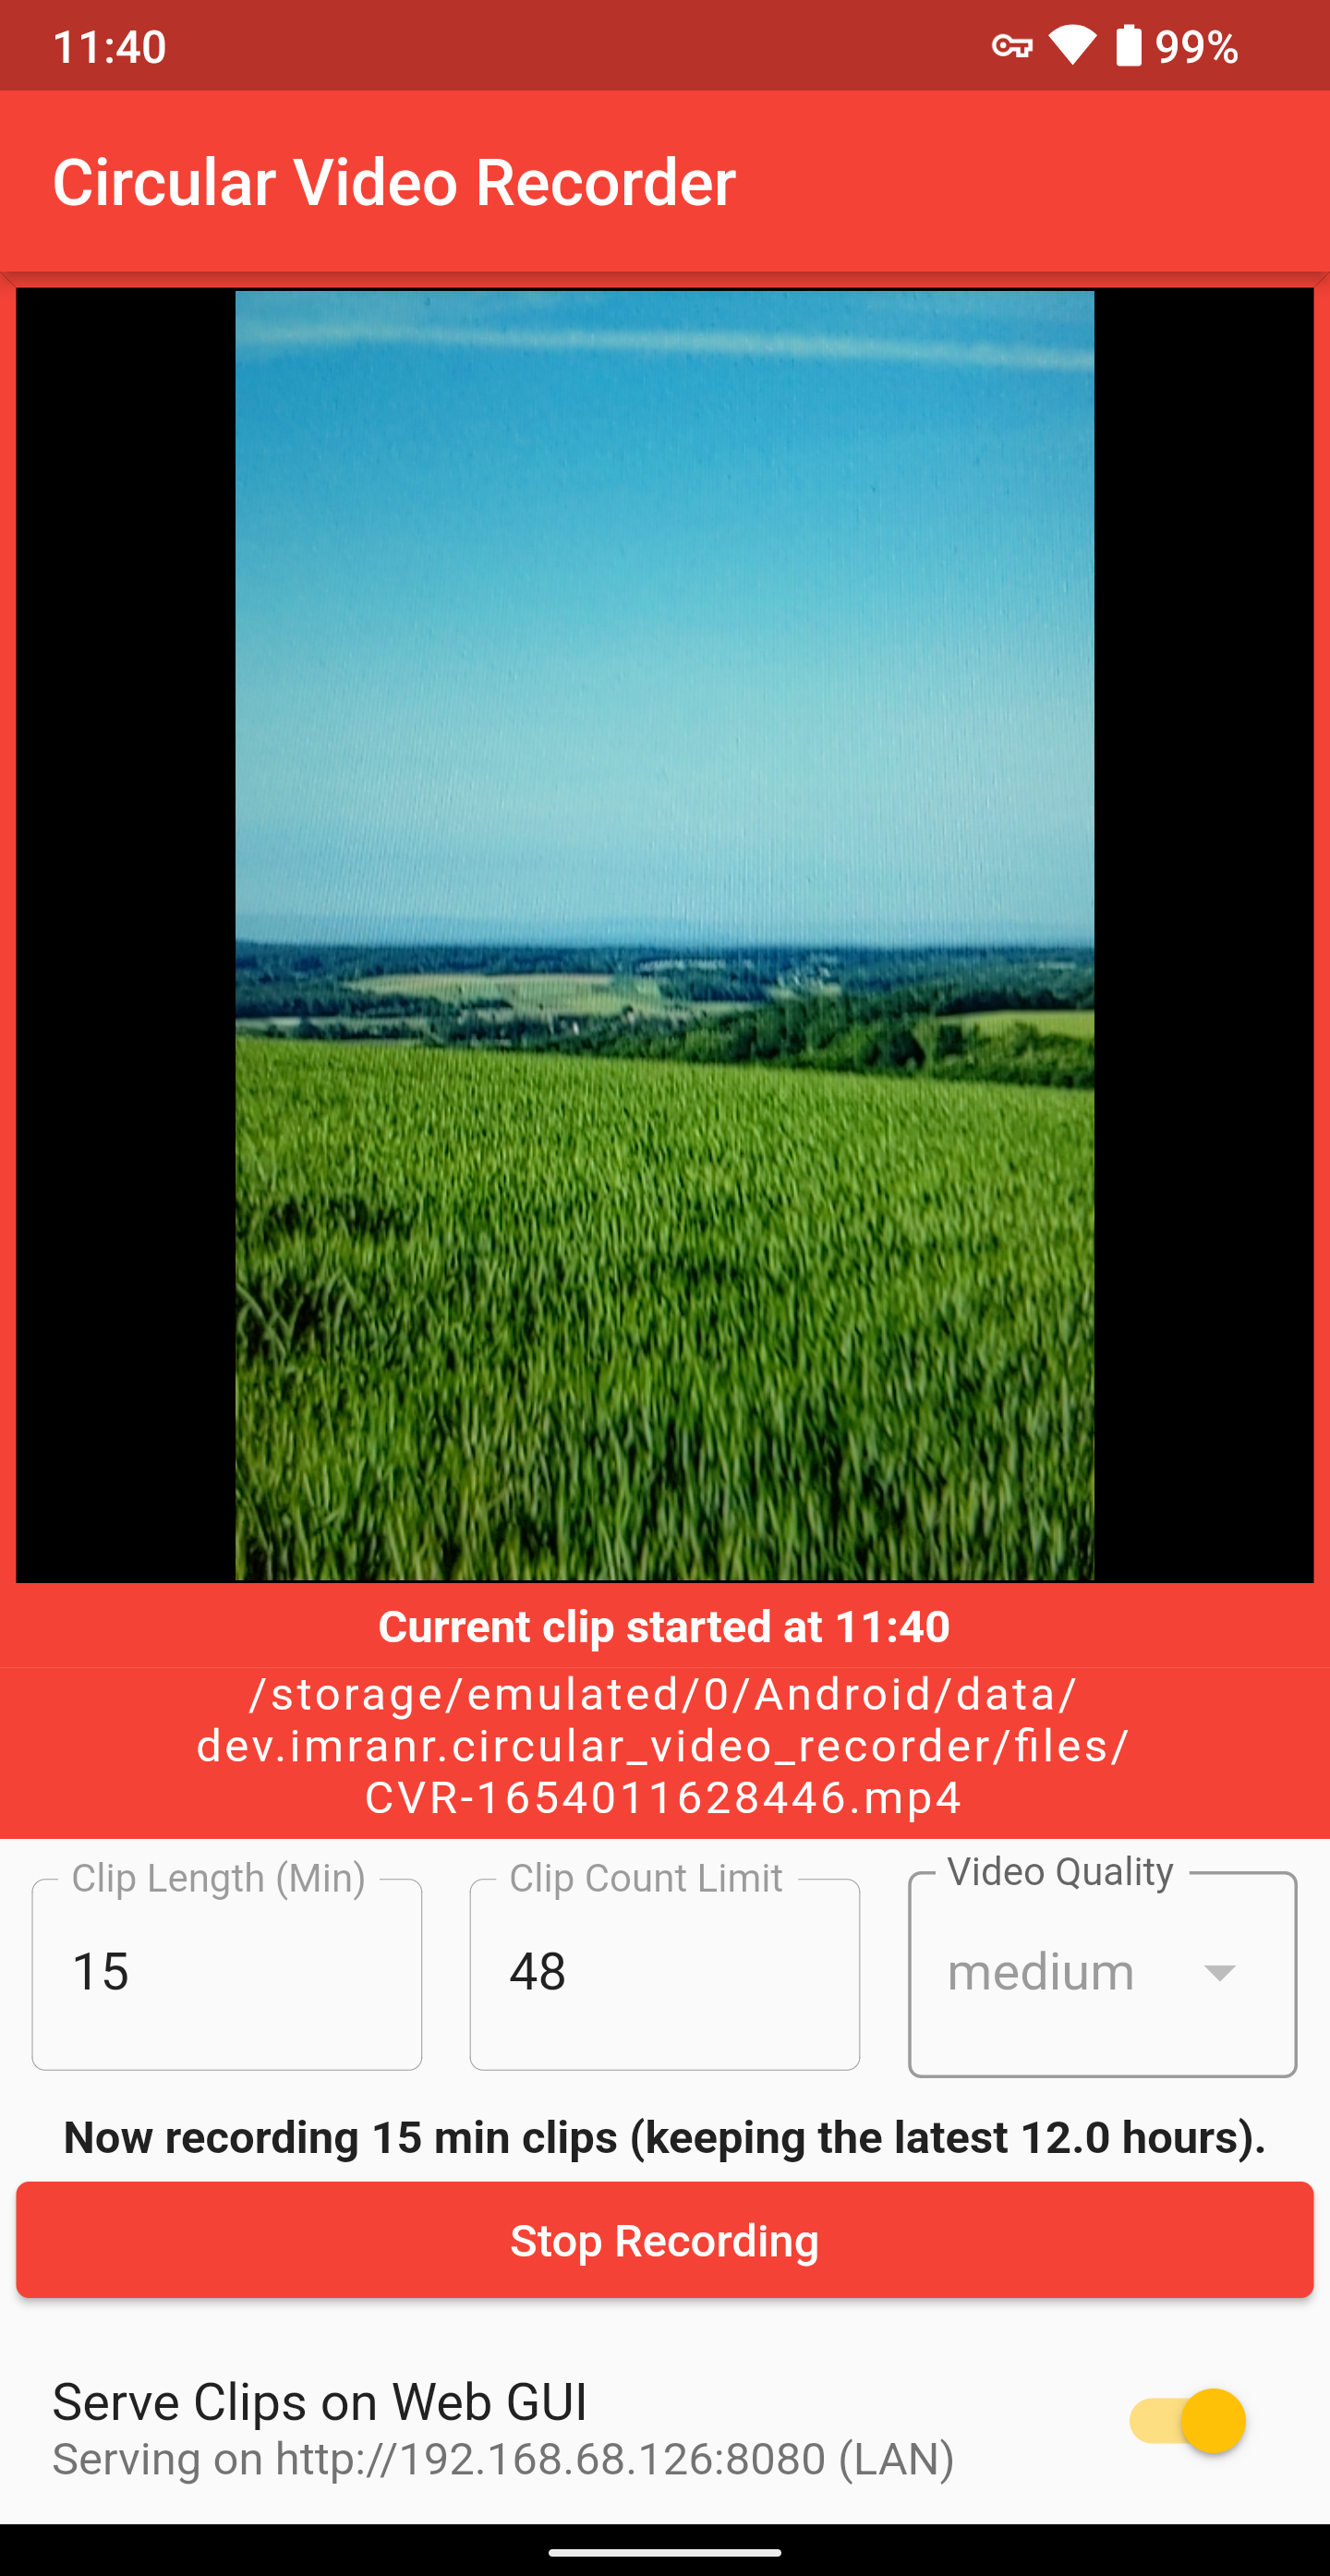 11:40
99%
Circular Video Recorder
Current clip started at 11:40
/storage/emulated/0/Android/data/
dev.imranr.circular_video_recorder/files/
CVR-1654011628446.mp4
Clip Length (Min)
Clip Count Limit
Video Quality
15
48
medium
Now recording 15 min clips (keeping the latest 12.0 hours).
Stop Recording
Serve Clips on Web GUI
Serving on http://192.168.68.126:8080 (LAN)